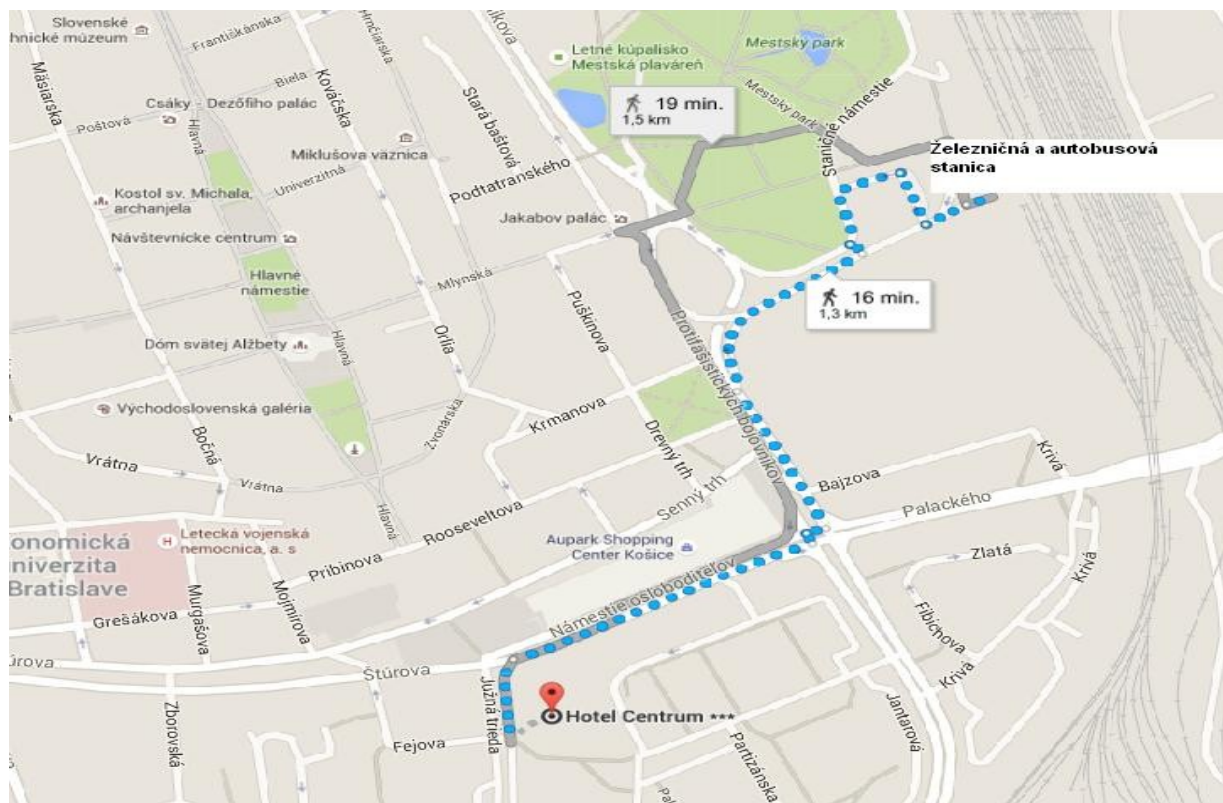 Slovenské
hnické múzeum
Františkánska
Hrnčiarska
níkova
Letné kúpalisko
Mestská plaváreň
Mestský park
Mäsiarska
Biela
Kováčska
Stará baštová
19 min.
1,5 km
Mestský park
Staničné námestie
Csáky - Dezőfiho palác
Poštová
Hlavná
Miklušova väznica
Železničná a autobusová
stanica
Univerzitná
Podtatranského
Kostol sv. Michala,
archanjela
Jakabov palác
Návštevnícke centrum
Hlavné
námestie
Mlynská
16 min.
1,3 km
Puškinova
Protifašistických bojovníkov
Orlia
Hlavná
Dóm svätej Alžbety
Východoslovenská galéria
Zvonárska
Krmanova
Drevný trh
Bočná
Vrátna
Vrátna
Hlavná
Senný trh
Bajzova
Krivá
Palackého
Rooseveltova
Letecká vojenská
nemocnica, a. s
Aupark Shopping
Center Košice
onomická
niverzita
Bratislave
Pribinova
Zlatá
Krivá
Grešákova
Murgašova
Mojmírova
Námestie osloboditeľov
Fibichova
túrova
Štúrova
Krivá
Južná trieda
Zborovská
Hotel Centrum ***
Fejova
Partizánska
Jantárová